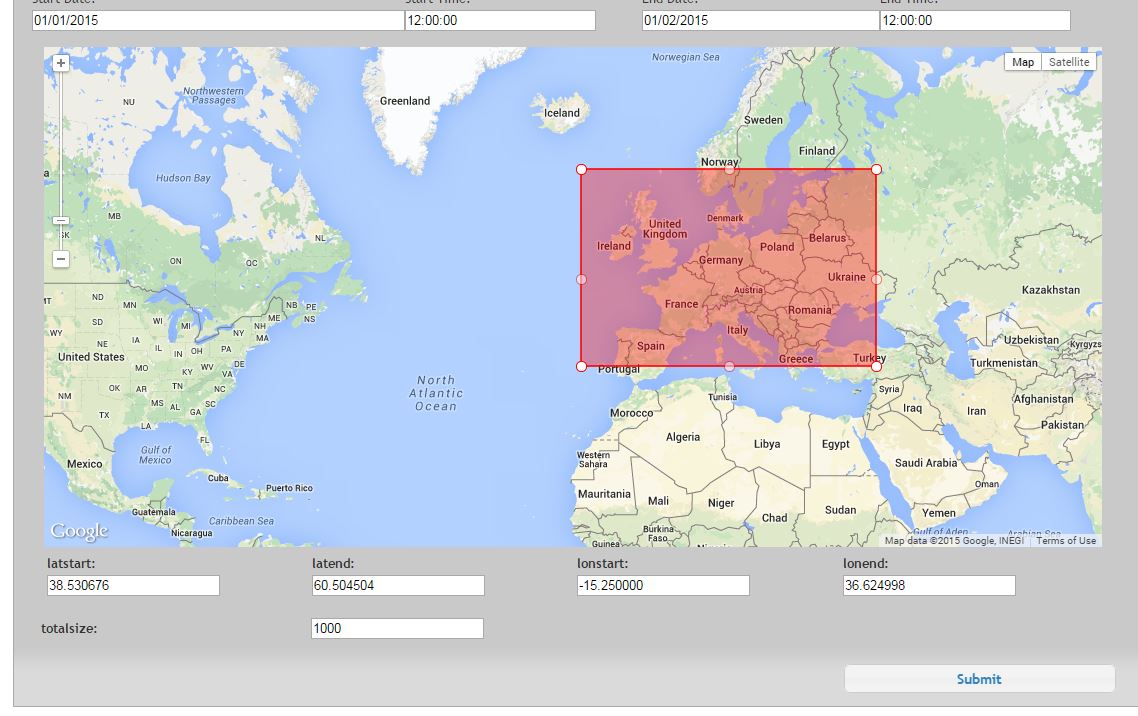 Start Date:
Start Time:
End Date:
End Time:
01/01/2015
12:00:00
01/02/2015
12:00:00
Map
Satellite
Norwegian Sea
Northwestern
Passages
NU
Greenland
Iceland
Sweden
Finland
Norway
Hudson Bay
MB
SK
ON
QC
NL
United
Kingdom
Ireland
Denmark
Belarus
Poland
Germany
Ukraine
Austria
France
Romania
Italy
Spain
Greece
Turkey
Portugal
Kazakhstan
Uzbekistan
Kyrgyzs
Turkmenistan
MT
ND
MN
NB
PE
NS
ME
SD
WI
MI
NY
NH
MA
WY
NE
IA
IL
IN
OH
PA
DE
United States
MO
KY
WV
VA
NM
OK
AR
TN
NC
TX
MS
AL
GA
SC
LA
FL
North
Atlantic
Ocean
Tunisia
Morocco
Syria
Iraq
Iran
Afghanistan
Pakistan
Algeria
Libya
Egypt
Western
Sahara
Saudi Arabia
Oman
Mexico
Gulf of
Mexico
Cuba
Puerto Rico
Guatemala
Nicaragua
Caribbean Sea
Mauritania
Mali
Niger
Chad
Sudan
Yemen
Burkina
Faso
Guinea
Gulf of Aden
Arabian Sea
Google
Map data ©2015 Google, INEGI
Terms of Use
latstart:
latend:
lonstart:
lonend:
38.530676
60.504504
-15.250000
36.624998
totalsize:
1000
Submit